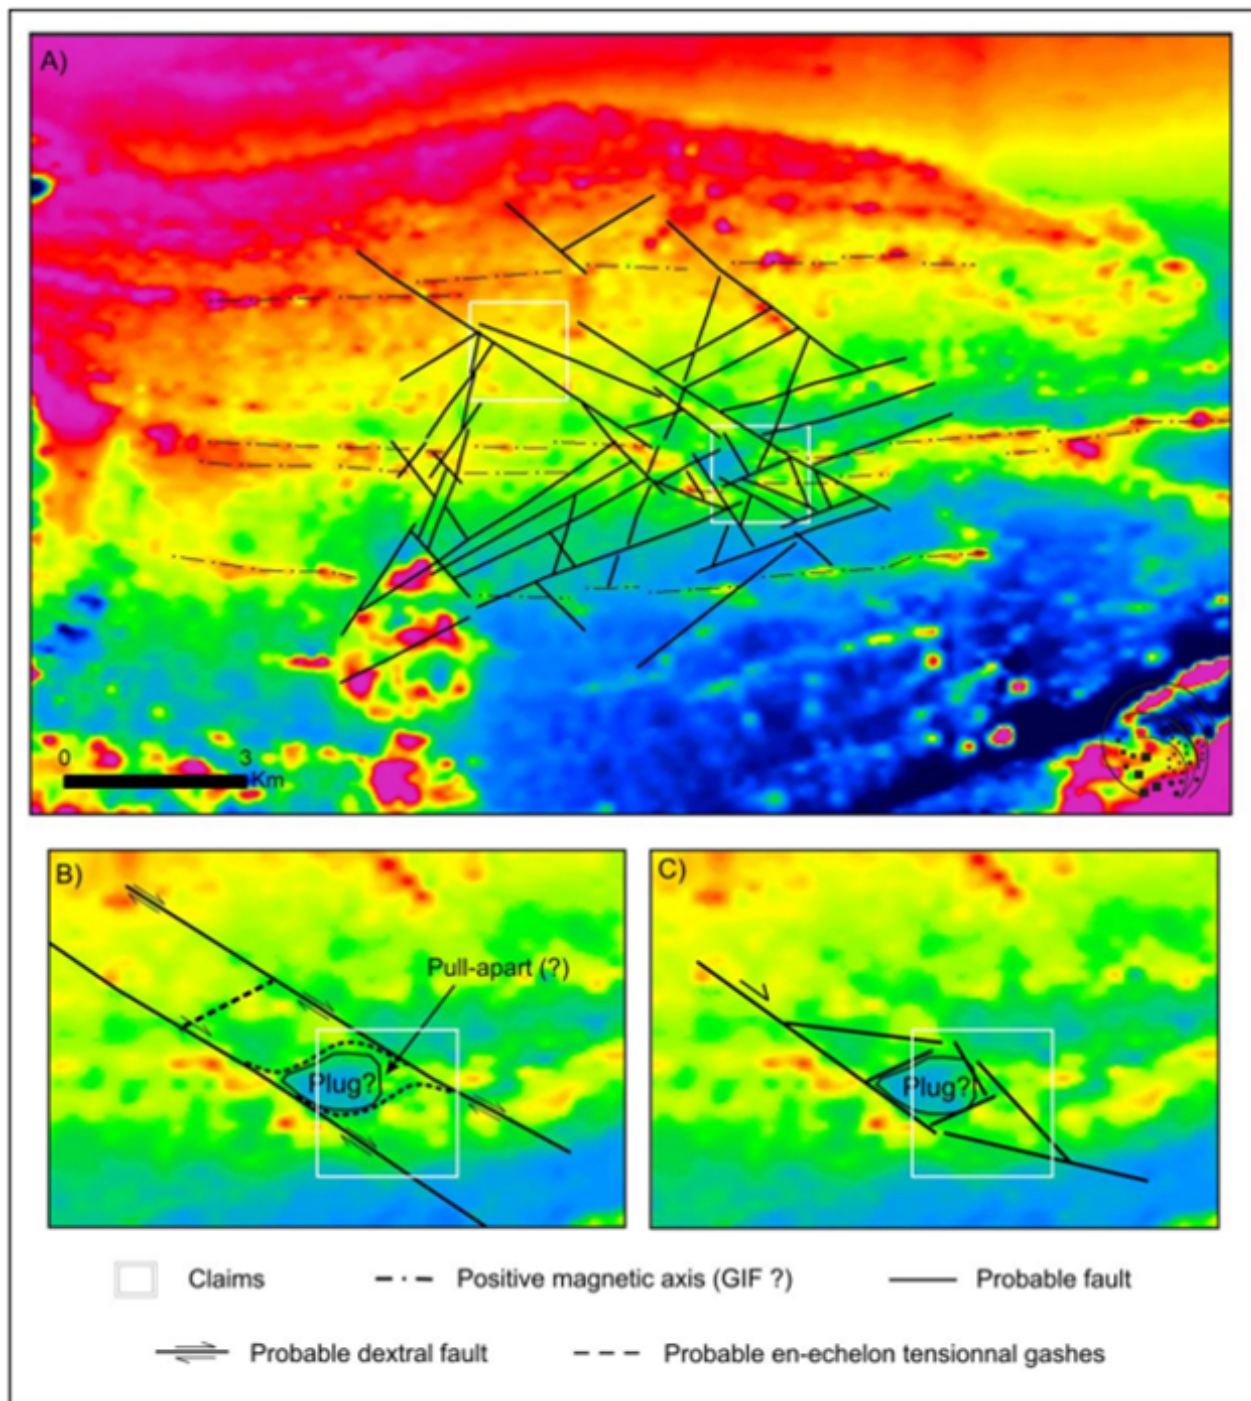 A)
0 3
Km
B)
Pull-apart (?)
Plug?
C)
Plug?
Claims
Positive magnetic axis (GIF ?)
Probable fault
Probable dextral fault
Probable en-echelon tensionnal gashes